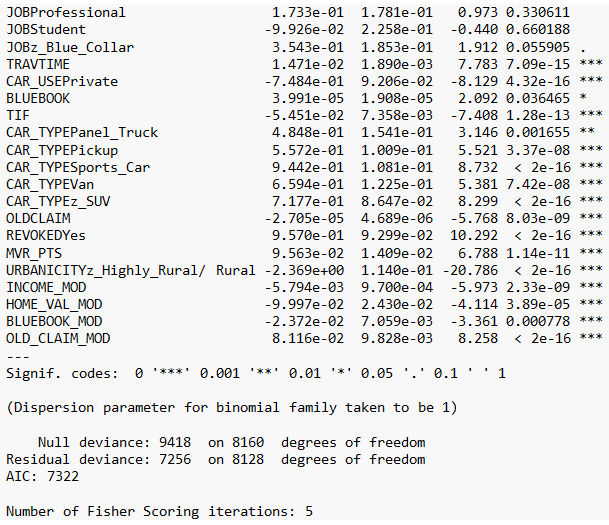 JOBProfessional 1.733e-01 1.781e-01 0.973 0.330611
JOBStudent -9.926e-02 2.258e-01 -0.440 0.660188
JOBz_Blue_Collar 3.543e-01 1.853e-01 1.912 0.055905 .
TRAVTIME 1.471e-02 1.890e-03 7.783 7.09e-15 ***
CAR_USEPrivate -7.484e-01 9.206e-02 -8.129 4.32e-16 ***
BLUEBOOK 3.991e-05 1.908e-05 2.092 0.036465 *
TIF -5.451e-02 7.358e-03 -7.408 1.28e-13 ***
CAR_TYPEPanel_Truck 4.848e-01 1.541e-01 3.146 0.001655 **
CAR_TYPEPickup 5.572e-01 1.009e-01 5.521 3.37e-08 ***
CAR_TYPESports_Car 9.442e-01 1.081e-01 8.732 < 2e-16 ***
CAR_TYPEVan 6.594e-01 1.225e-01 5.381 7.42e-08 ***
CAR_TYPEz_SUV 7.177e-01 8.647e-02 8.299 < 2e-16 ***
OLDCLAIM -2.705e-05 4.689e-06 -5.768 8.03e-09 ***
REVOKEDYes 9.570e-01 9.299e-02 10.292 < 2e-16 ***
MVR_PTS 9.563e-02 1.409e-02 6.788 1.14e-11 ***
URBANICITYz_Highly_Rural/ Rural -2.369e+00 1.140e-01 -20.786 < 2e-16 ***
INCOME_MOD -5.794e-03 9.700e-04 -5.973 2.33e-09 ***
HOME_VAL_MOD -9.997e-02 2.430e-02 -4.114 3.89e-05 ***
BLUEBOOK_MOD -2.372e-02 7.059e-03 -3.361 0.000778 ***
OLD_CLAIM_MOD 8.116e-02 9.828e-03 8.258 < 2e-16 ***
---
Signif. codes: 0 '***' 0.001 '**' 0.01 '*' 0.05 '.' 0.1 ' ' 1
(Dispersion parameter for binomial family taken to be 1)
Null deviance: 9418 on 8160 degrees of freedom
Residual deviance: 7256 on 8128 degrees of freedom
AIC: 7322
Number of Fisher Scoring iterations: 5